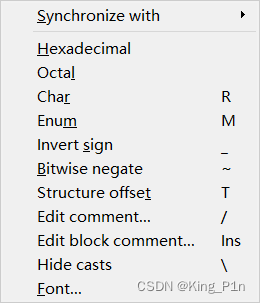 Synchronize with
Hexadecimal
Octal
Char R
Enum M
Invert sign _
Bitwise negate ~
Structure offset T
Edit comment... /
Edit block comment... Ins
Hide casts \
Font...
CSDN @King_P1n